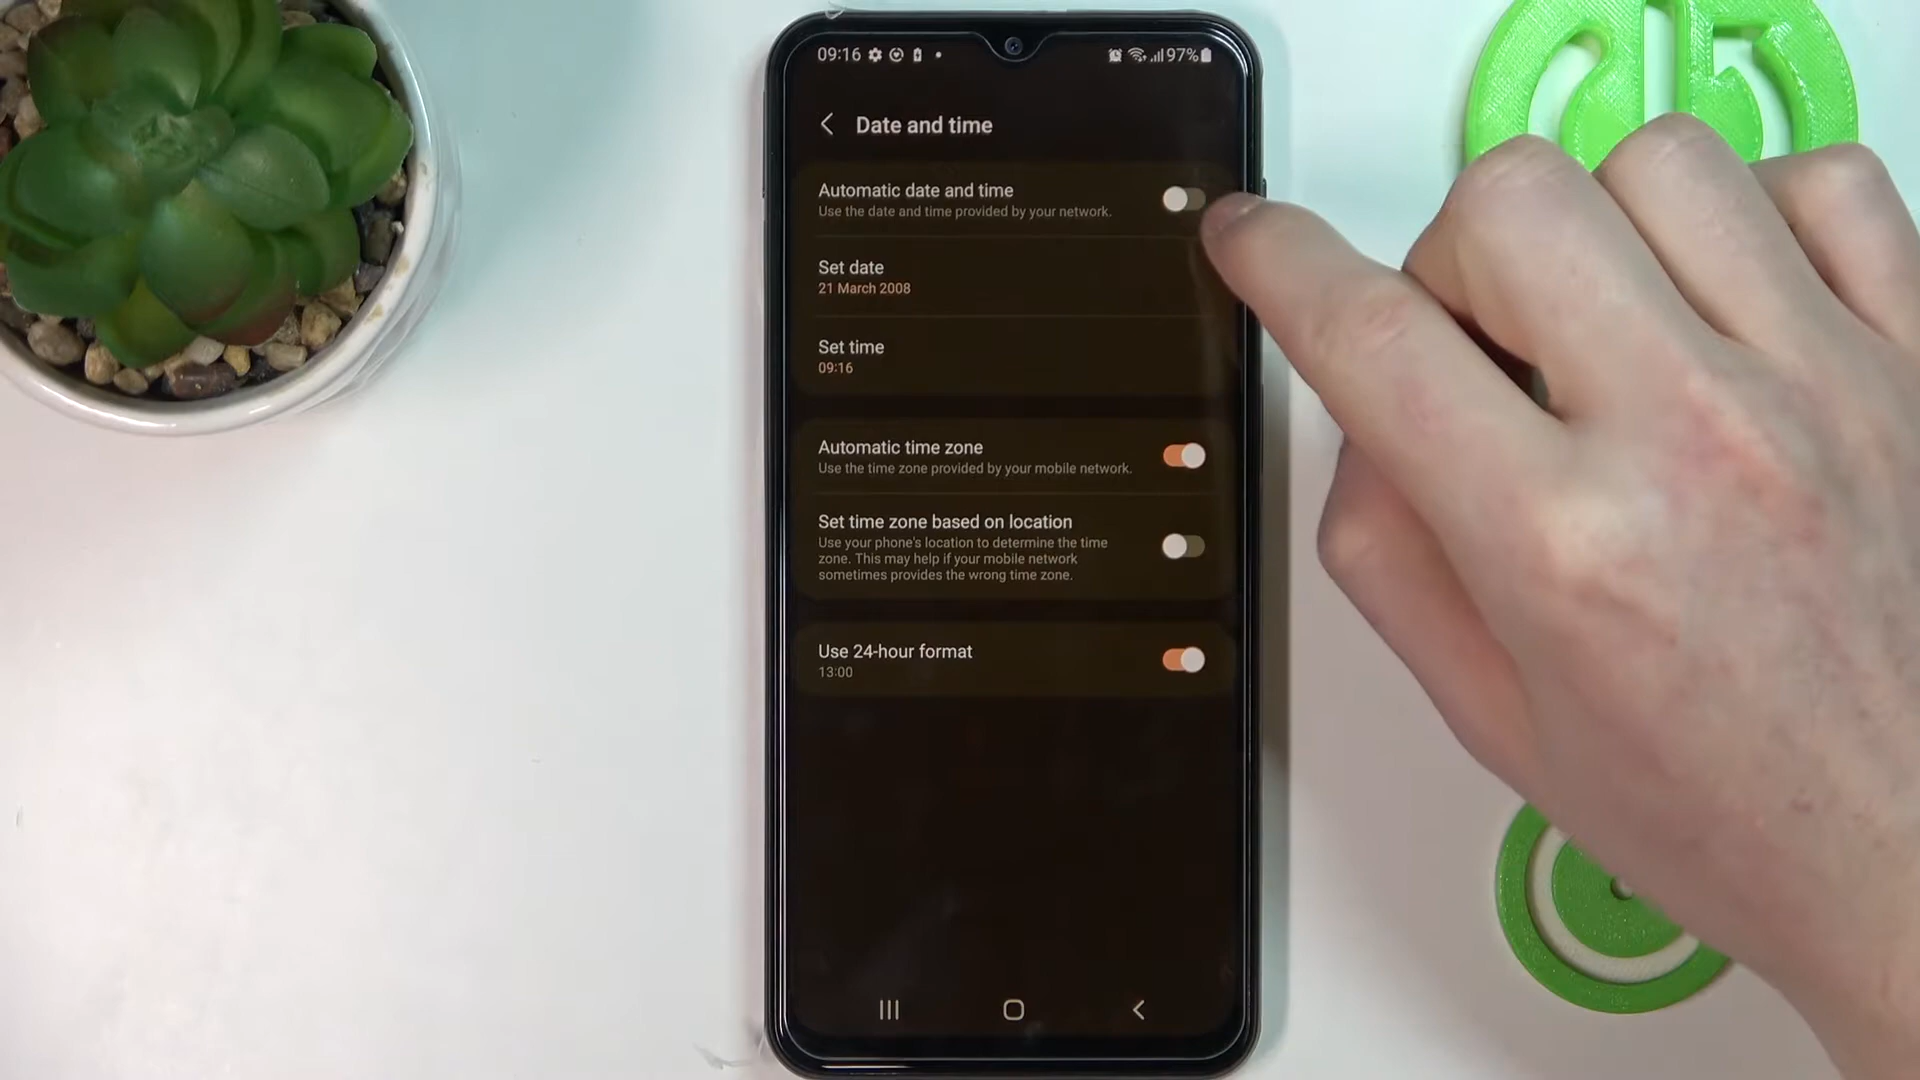 09:16
97%
Date and time
Automatic date and time
Use the date and time provided by your network.
Set date
21 March 2008
Set time
09:16
Automatic time zone
Use the time zone provided by your mobile network.
Set time zone based on location
Use your phone's location to determine the time
zone. This may help if your mobile network
sometimes provides the wrong time zone.
Use 24-hour format
13:00